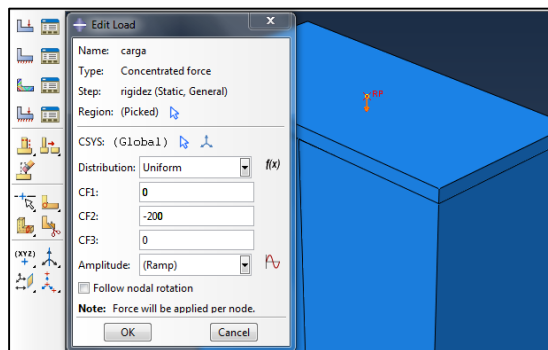 Edit Load
x
Name: carga
Type: Concentrated force
Step: rigidez (Static, General)
Region: (Picked)
CSYS: (Global)
Distribution: Uniform f(x)
CF1: 0
CF2: -200
CF3: 0
Amplitude: (Ramp)
Follow nodal rotation
Note: Force will be applied per node.
OK Cancel
(XYZ)
RP